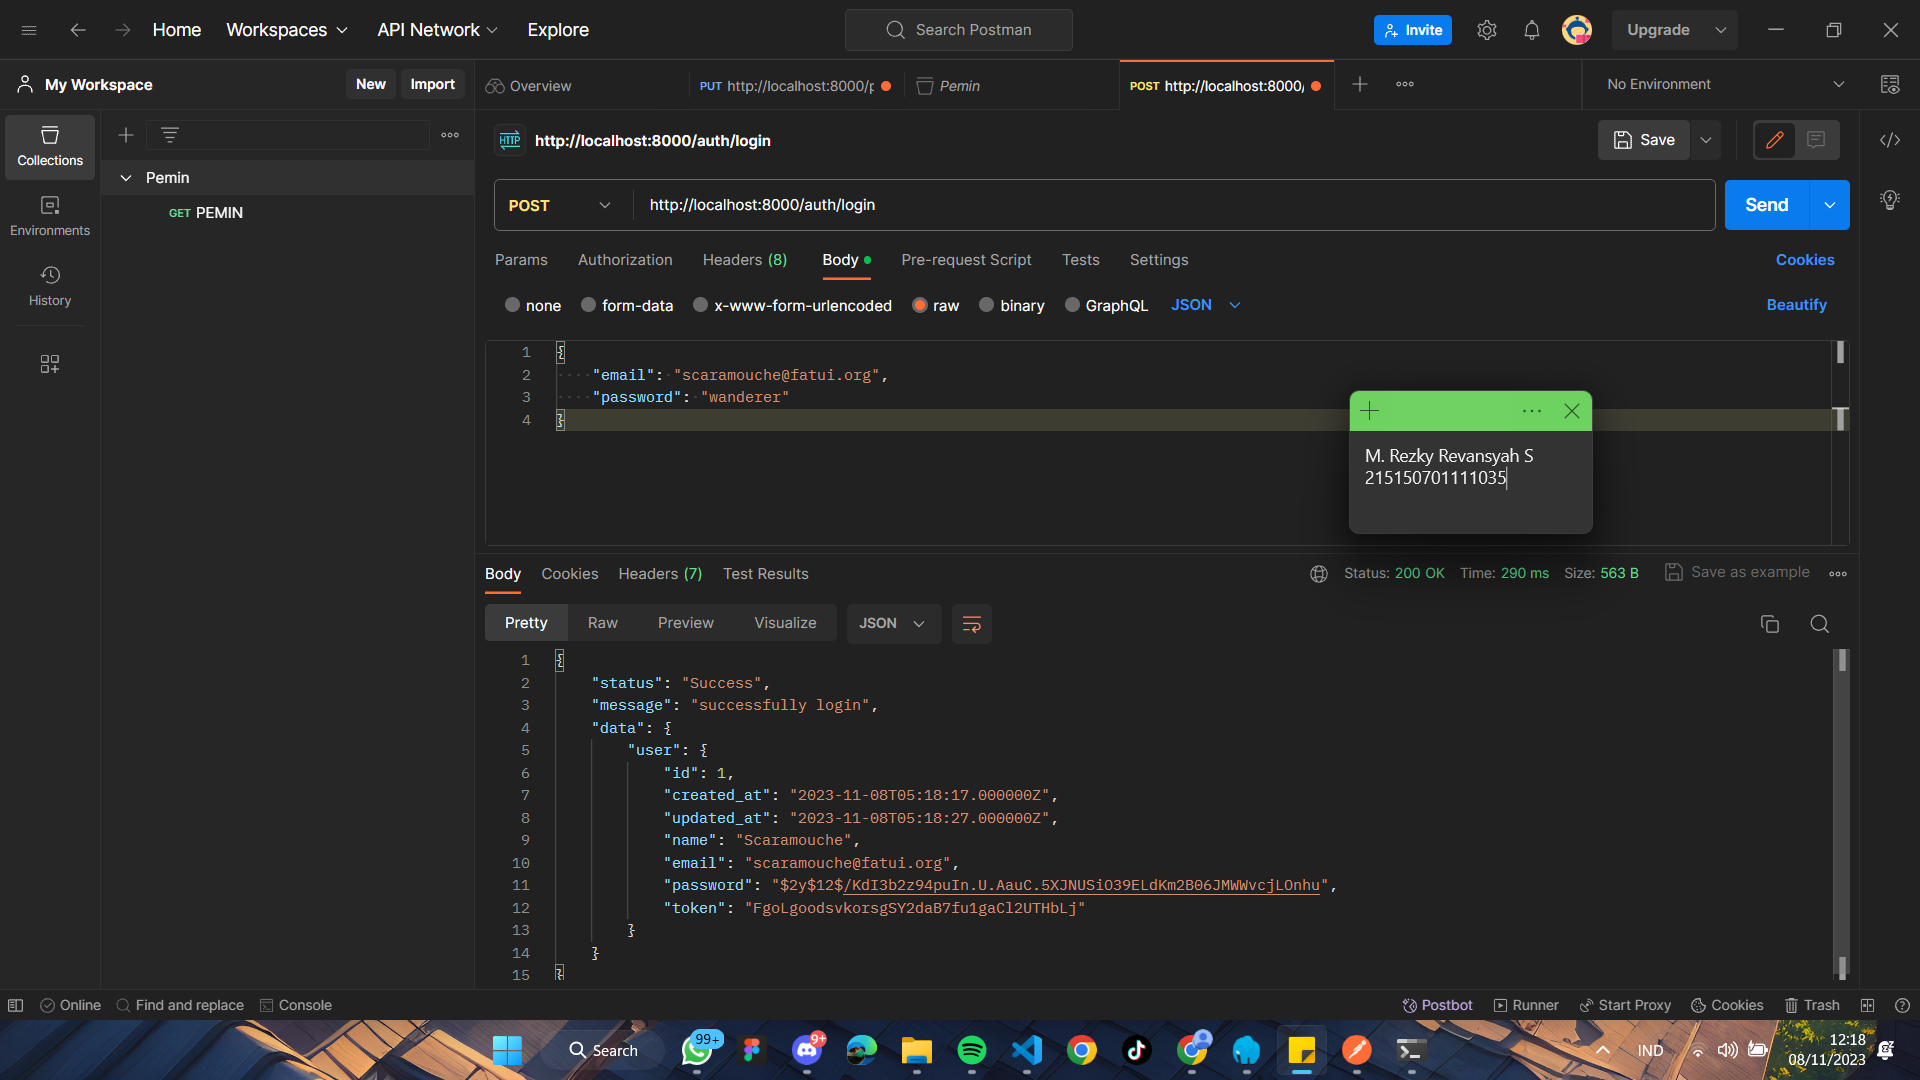 Home
Workspaces
API Network
Explore
Search Postman
Invite
Upgrade
My Workspace
New
Import
Overview
PUT http://localhost:8000/p
Pemin
POST http://localhost:8000/
No Environment
Collections
Environments
History
Pemin
GET PEMIN
HTTP http://localhost:8000/auth/login
Save
POST http://localhost:8000/auth/login
Send
Params Authorization Headers (8) Body Pre-request Script Tests Settings Cookies
none form-data x-www-form-urlencoded raw binary GraphQL JSON Beautify
1 {
2 "email": "scaramouche@fatui.org",
3 "password": "wanderer"
4 }
M. Rezky Revansyah S
215150701111035
Body Cookies Headers (7) Test Results Status: 200 OK Time: 290 ms Size: 563 B Save as example
Pretty Raw Preview Visualize JSON
1 {
2 "status": "Success",
3 "message": "successfully login",
4 "data": {
5 "user": {
6 "id": 1,
7 "created_at": "2023-11-08T05:18:17.000000Z",
8 "updated_at": "2023-11-08T05:18:27.000000Z",
9 "name": "Scaramouche",
10 "email": "scaramouche@fatui.org",
11 "password": "$2y$12$/KdI3b2z94puIn.U.AauC.5XJNUSiO39ELdKm2B06JMWWvcjLOnhu",
12 "token": "FgoLgoodsvkorsgSY2daB7fu1gaCl2UTHbLj"
13 }
14 }
15 }
Online Find and replace Console Postbot Runner Start Proxy Cookies Trash
Search
99+
9+
IND
12:18
08/11/2023